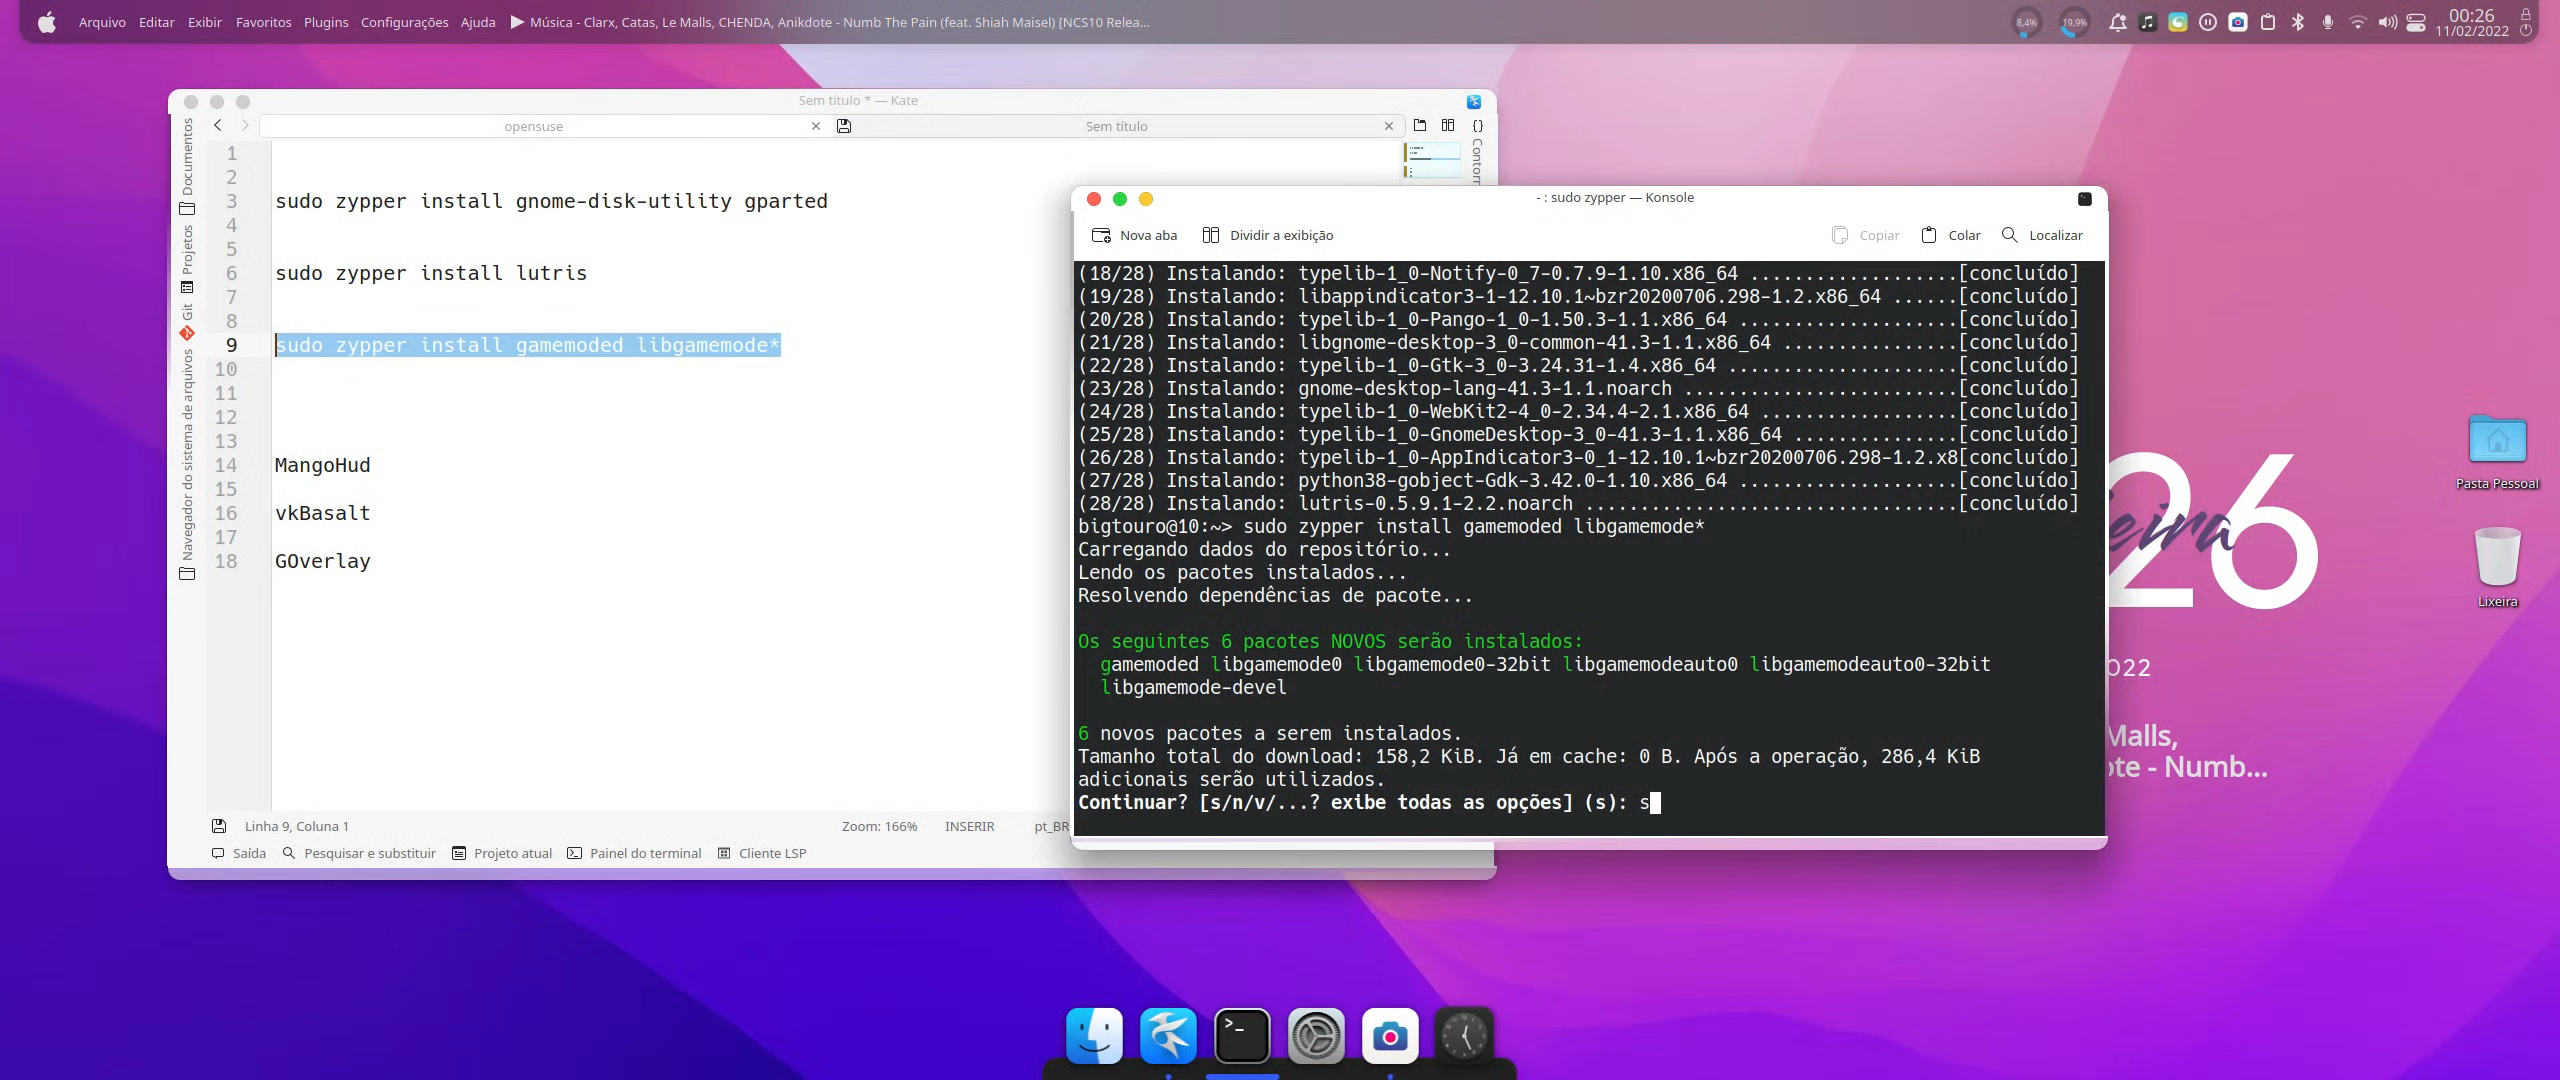 Arquivo Editar Exibir Favoritos Plugins Configurações Ajuda Música - Clarx, Catas, Le Malls, CHENDA, Anikdote - Numb The Pain (feat. Shiah Maisel) [NCS10 Relea...
8,4% 19,9% 00:26
11/02/2022
Sem título * — Kate
opensuse
Sem título
Documentos
Projetos
Git
Navegador do sistema de arquivos
1
2
3 sudo zypper install gnome-disk-utility gparted
4
5
6 sudo zypper install lutris
7
8
9 sudo zypper install gamemoded libgamemode*
10
11
12
13
14 MangoHud
15
16 vkBasalt
17
18 GOverlay
Linha 9, Coluna 1 Zoom: 166% INSERIR pt_BR
Saída Pesquisar e substituir Projeto atual Painel do terminal Cliente LSP
- : sudo zypper — Konsole
Nova aba Dividir a exibição Copiar Colar Localizar
(18/28) Instalando: typelib-1_0-Notify-0_7-0.7.9-1.10.x86_64 ...................[concluído]
(19/28) Instalando: libappindicator3-1-12.10.1~bzr20200706.298-1.2.x86_64 ......[concluído]
(20/28) Instalando: typelib-1_0-Pango-1_0-1.50.3-1.1.x86_64 ....................[concluído]
(21/28) Instalando: libgnome-desktop-3_0-common-41.3-1.1.x86_64 ................[concluído]
(22/28) Instalando: typelib-1_0-Gtk-3_0-3.24.31-1.4.x86_64 .....................[concluído]
(23/28) Instalando: gnome-desktop-lang-41.3-1.1.noarch .........................[concluído]
(24/28) Instalando: typelib-1_0-WebKit2-4_0-2.34.4-2.1.x86_64 ..................[concluído]
(25/28) Instalando: typelib-1_0-GnomeDesktop-3_0-41.3-1.1.x86_64 ...............[concluído]
(26/28) Instalando: typelib-1_0-AppIndicator3-0_1-12.10.1~bzr20200706.298-1.2.x8[concluído]
(27/28) Instalando: python38-gobject-Gdk-3.42.0-1.10.x86_64 ....................[concluído]
(28/28) Instalando: lutris-0.5.9.1-2.2.noarch ..................................[concluído]
bigtouro@10:~> sudo zypper install gamemoded libgamemode*
Carregando dados do repositório...
Lendo os pacotes instalados...
Resolvendo dependências de pacote...
Os seguintes 6 pacotes NOVOS serão instalados:
gamemoded libgamemode0 libgamemode0-32bit libgamemodeauto0 libgamemodeauto0-32bit
libgamemode-devel
6 novos pacotes a serem instalados.
Tamanho total do download: 158,2 KiB. Já em cache: 0 B. Após a operação, 286,4 KiB
adicionais serão utilizados.
Continuar? [s/n/v/...? exibe todas as opções] (s): s
26
eira
022
Malls,
ote - Numb...
Pasta Pessoal
Lixeira